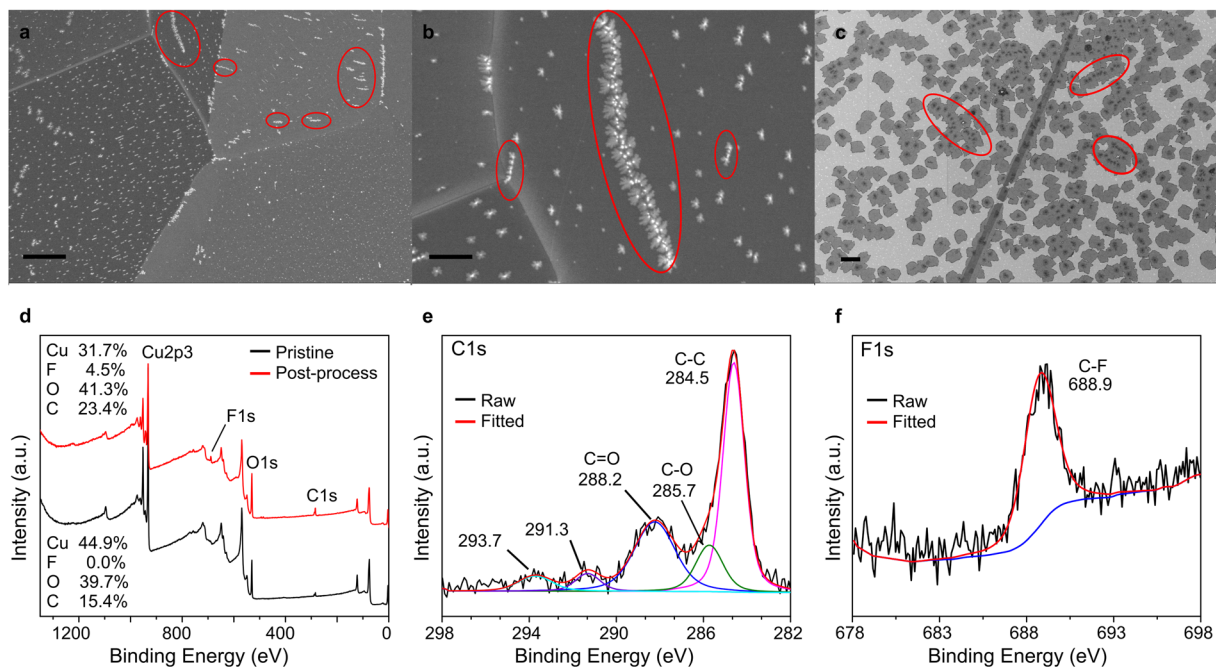 a
b
c
d
Cu 31.7%
F 4.5%
O 41.3%
C 23.4%
Cu2p3
Pristine
Post-process
F1s
O1s
C1s
Cu 44.9%
F 0.0%
O 39.7%
C 15.4%
Intensity (a.u.)
1200 800 400 0
Binding Energy (eV)
e
C1s
Raw
Fitted
C-C
284.5
C=O
288.2
C-O
285.7
291.3
293.7
Intensity (a.u.)
298 294 290 286 282
Binding Energy (eV)
f
F1s
Raw
Fitted
C-F
688.9
Intensity (a.u.)
678 683 688 693 698
Binding Energy (eV)